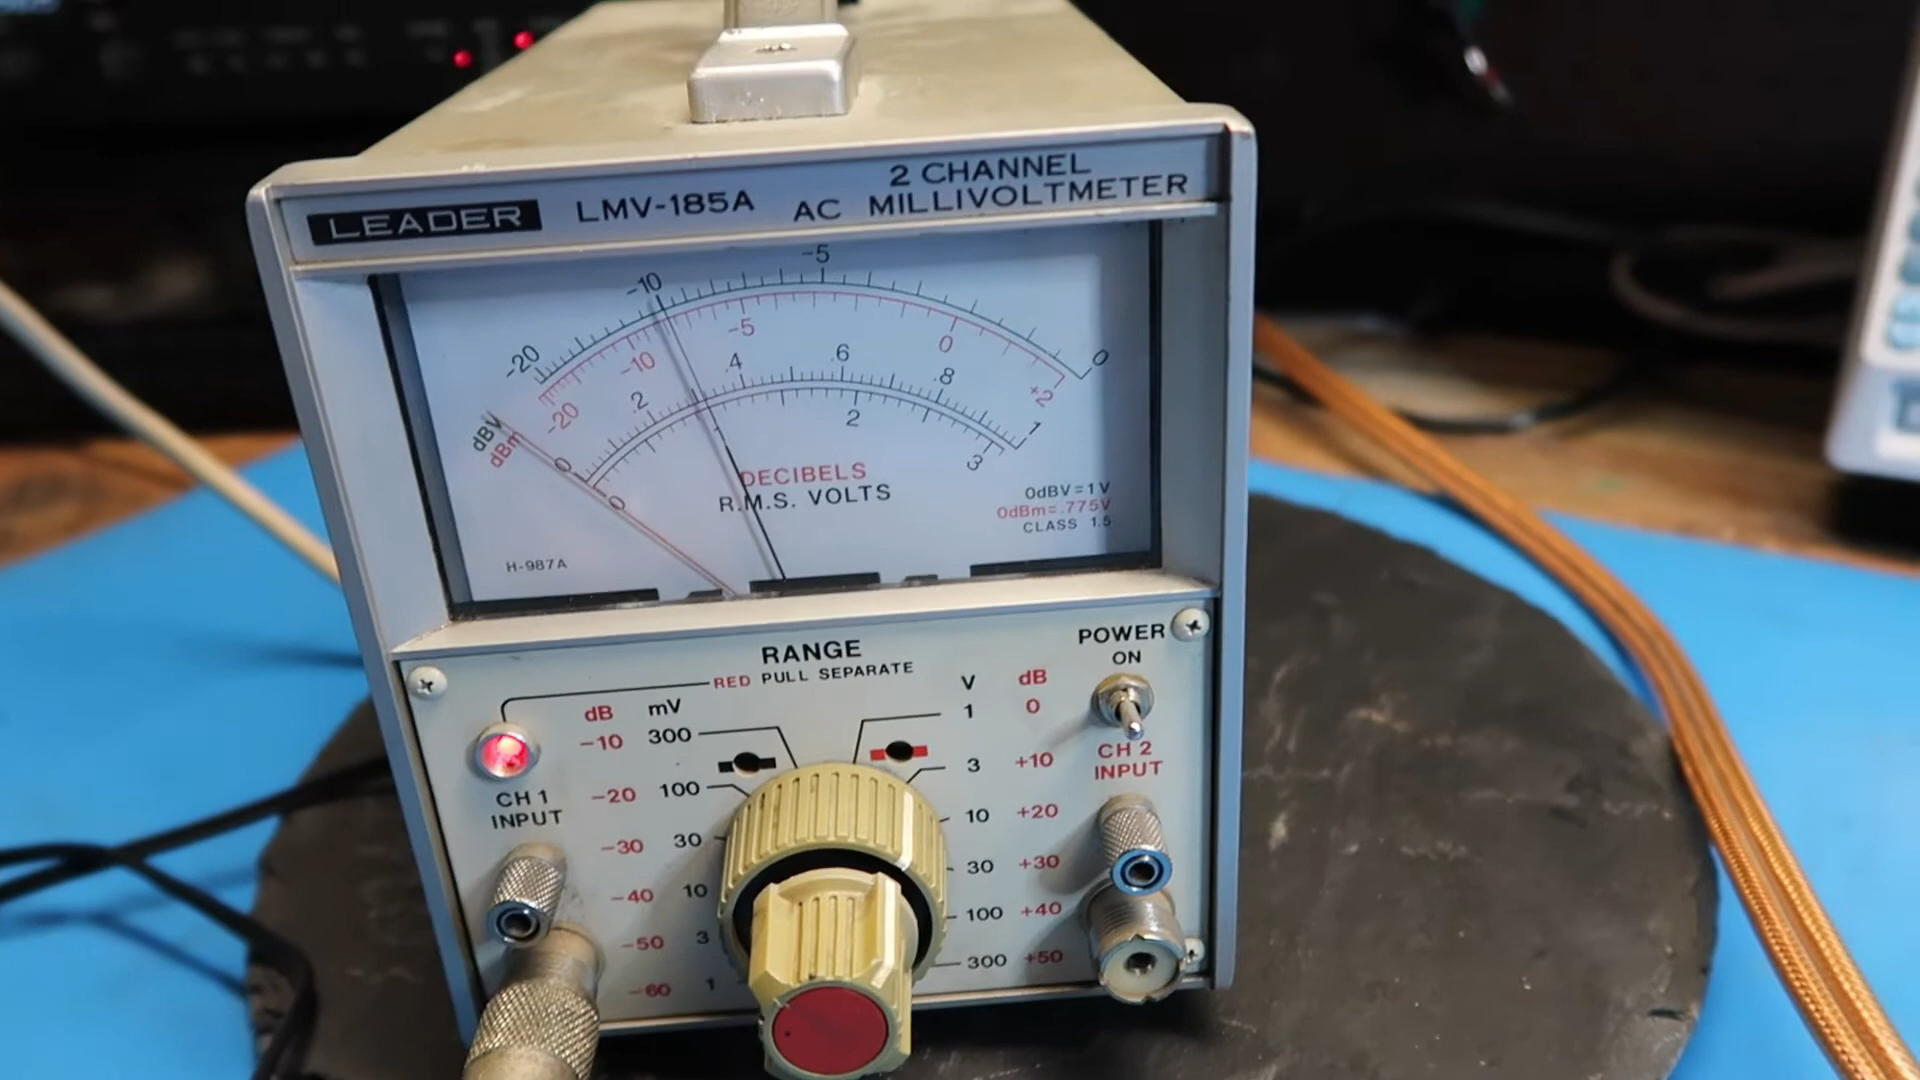 LEADER LMV-185A 2 CHANNEL
AC MILLIVOLTMETER
-20 -10 -5 0
-20 -10 -5 0 +2
dBV
dBm
0 .2 .4 .6 .8 1
0 1 2 3
DECIBELS
R.M.S. VOLTS
0dBV=1V
0dBm=.775V
CLASS 1.5
H-987A
RANGE
RED PULL SEPARATE
POWER
ON
dB mV
-10 300
-20 100
-30 30
-40 10
-50 3
-60 1
V dB
1 0
3 +10
10 +20
30 +30
100 +40
300 +50
CH 1
INPUT
CH 2
INPUT